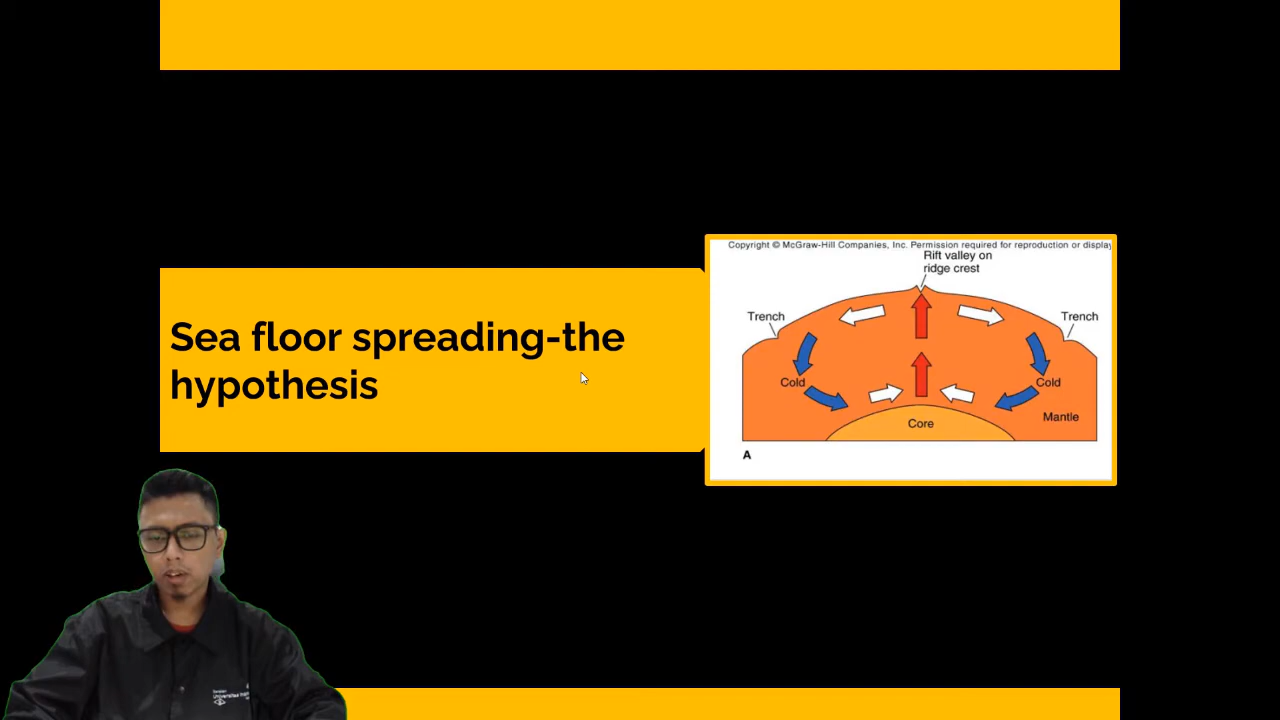 Copyright © McGraw-Hill Companies, Inc. Permission required for reproduction or display
Rift valley on
ridge crest
Trench
Trench
Sea floor spreading-the
hypothesis
Cold
Cold
Mantle
Core
A